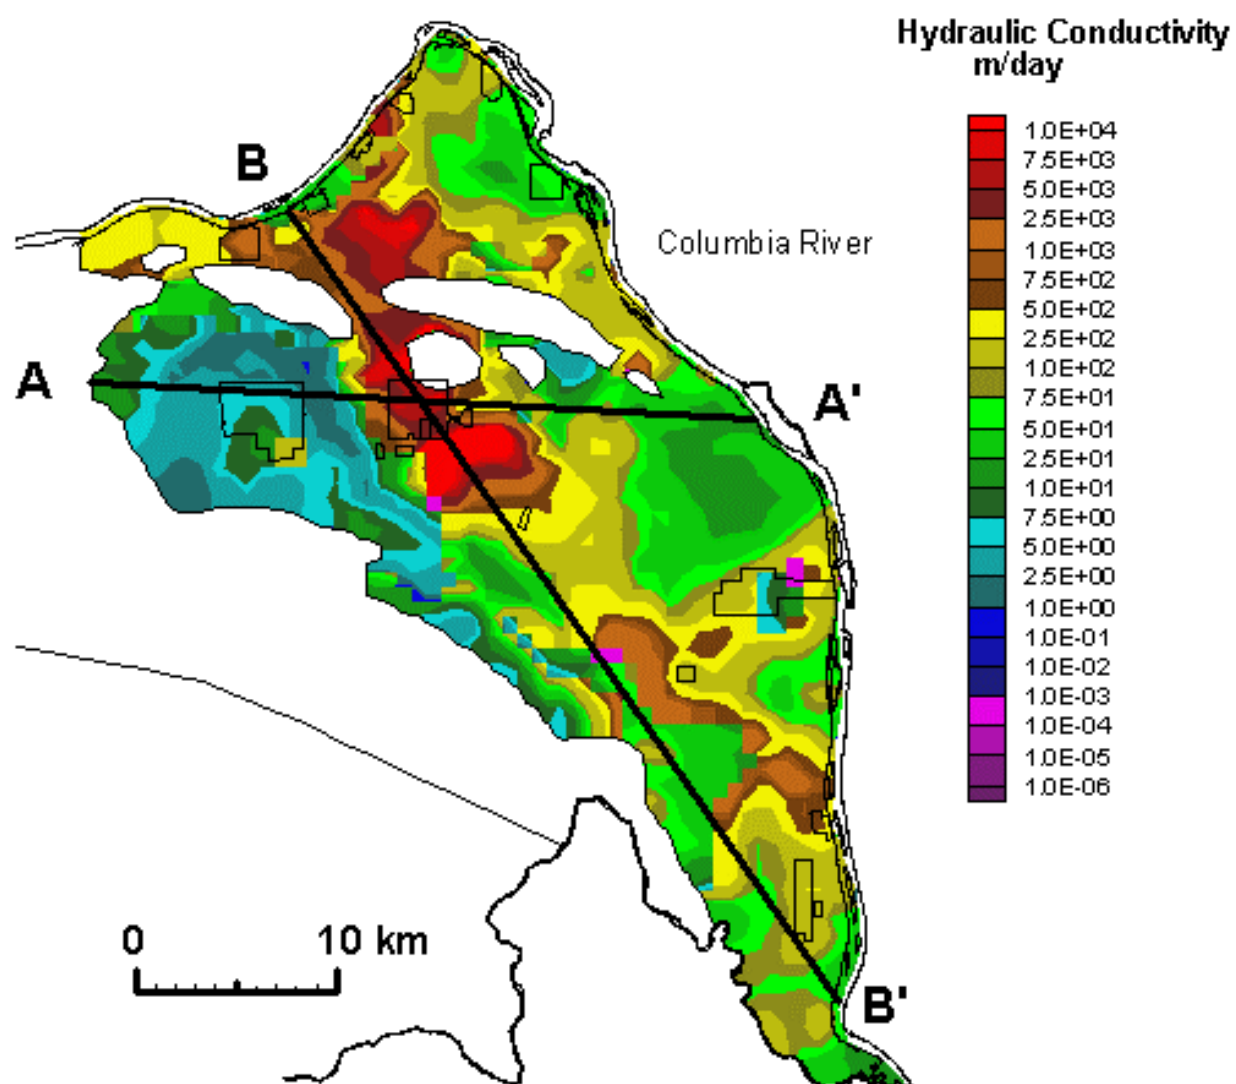 Hydraulic Conductivity
m/day
1.0E+04
7.5E+03
5.0E+03
2.5E+03
1.0E+03
7.5E+02
5.0E+02
2.5E+02
1.0E+02
7.5E+01
5.0E+01
2.5E+01
1.0E+01
7.5E+00
5.0E+00
2.5E+00
1.0E+00
1.0E-01
1.0E-02
1.0E-03
1.0E-04
1.0E-05
1.0E-06
B
Columbia River
A
A'
0 10 km
B'